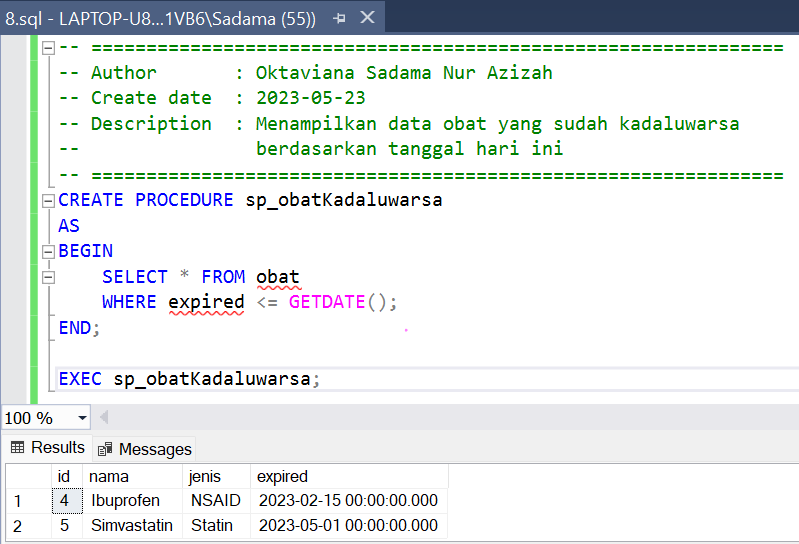 8.sql - LAPTOP-U8...1VB6\Sadama (55))
-- ===============================================================
-- Author       : Oktaviana Sadama Nur Azizah
-- Create date  : 2023-05-23
-- Description  : Menampilkan data obat yang sudah kadaluwarsa
--                berdasarkan tanggal hari ini
-- ===============================================================
CREATE PROCEDURE sp_obatKadaluwarsa
AS
BEGIN
    SELECT * FROM obat
    WHERE expired <= GETDATE();
END;
EXEC sp_obatKadaluwarsa;
100 %
Results Messages
id nama jenis expired
1 4 Ibuprofen NSAID 2023-02-15 00:00:00.000
2 5 Simvastatin Statin 2023-05-01 00:00:00.000